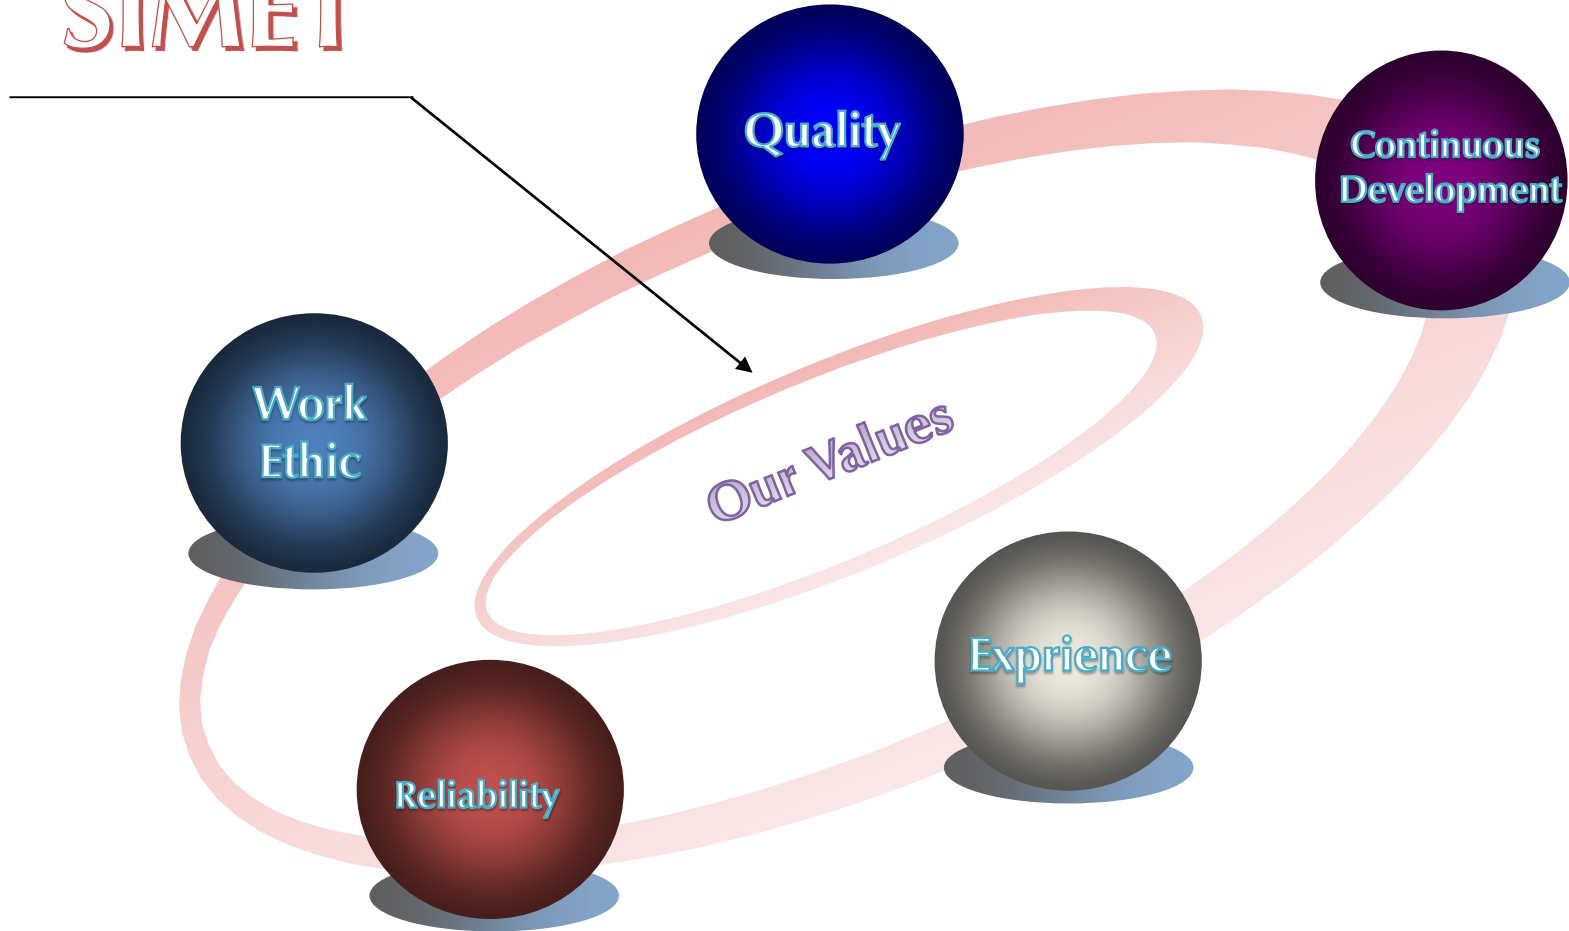 SIMET
Quality
Continuous
Development
Work
Ethic
Our Values
Exprience
Reliability